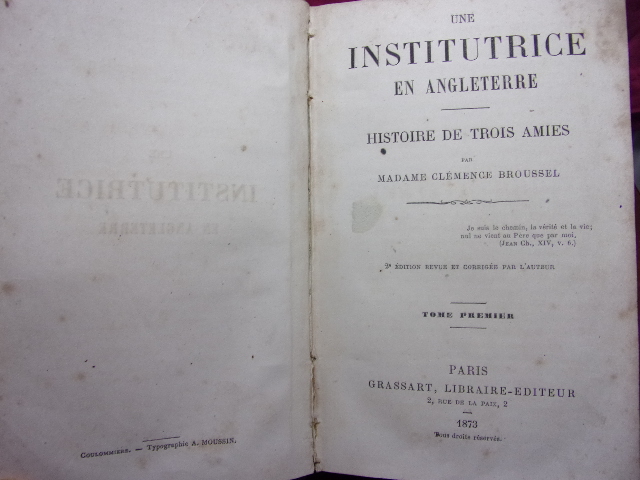 COULOMMIERS. — Typographie A. MOUSSIN.
UNE
INSTITUTRICE
EN ANGLETERRE
HISTOIRE DE TROIS AMIES
PAR
MADAME CLÉMENCE BROUSSEL
Je suis le chemin, la vérité et la vie;
nul ne vient au Père que par moi.
(JEAN Ch., XIV, v. 6.)
2e ÉDITION REVUE ET CORRIGÉE PAR L'AUTEUR
TOME PREMIER
PARIS
GRASSART, LIBRAIRE-EDITEUR
2, RUE DE LA PAIX, 2
1873
Tous droits réservés.